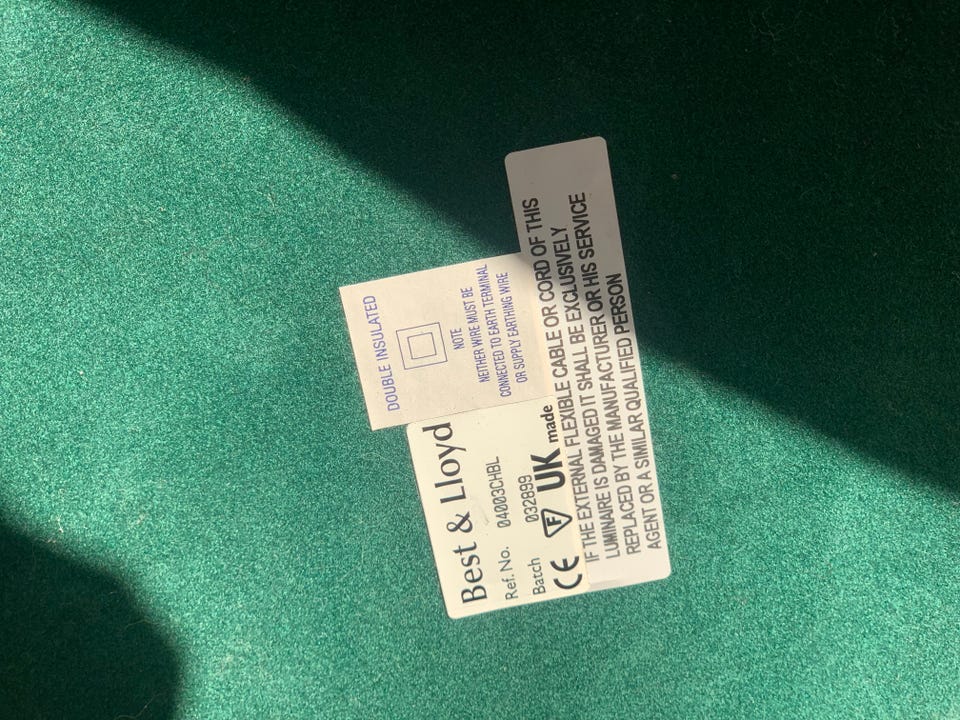 DOUBLE INSULATED
NOTE
NEITHER WIRE MUST BE
CONNECTED TO EARTH TERMINAL
OR SUPPLY EARTHING WIRE
Best & Lloyd
Ref. No. 04003CHBL
Batch 032899
CE F UK made
IF THE EXTERNAL FLEXIBLE CABLE OR CORD OF THIS
LUMINAIRE IS DAMAGED IT SHALL BE EXCLUSIVELY
REPLACED BY THE MANUFACTURER OR HIS SERVICE
AGENT OR A SIMILAR QUALIFIED PERSON